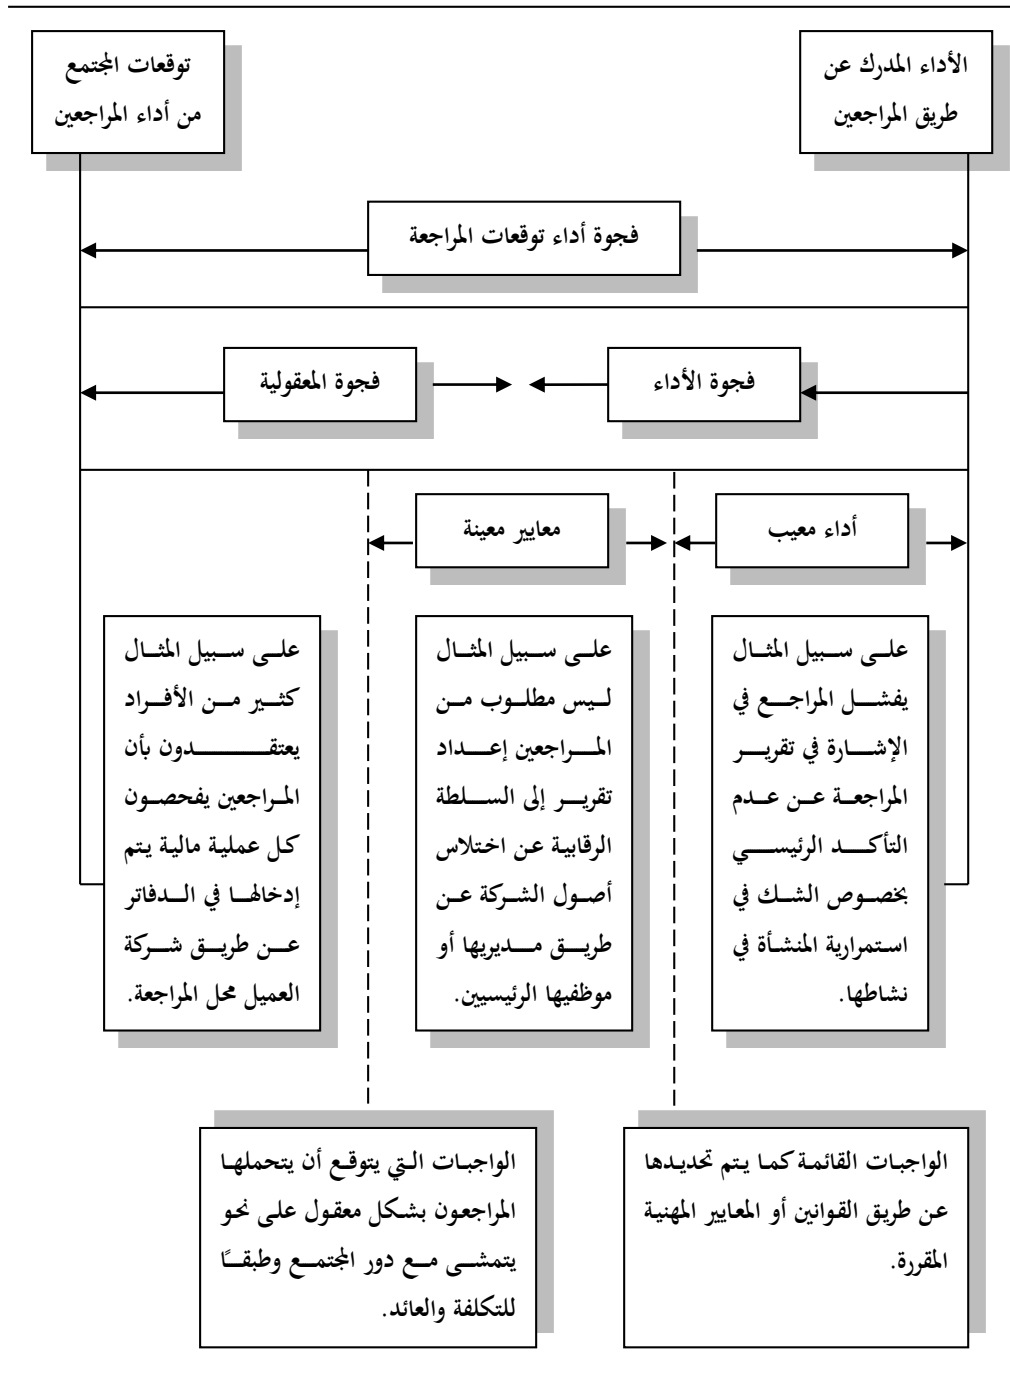 الأداء المدرك عن
طريق المراجعين
توقعات المجتمع
من أداء المراجعين
فجوة أداء توقعات المراجعة
فجوة الأداء
فجوة المعقولية
أداء معيب
معايير معينة
على سبيل المثال
يفشل المراجع في
الإشارة في تقرير
المراجعة عن عدم
التأكد الرئيسي
بخصوص الشك في
استمرارية المنشأة في
نشاطها.
على سبيل المثال
ليس مطلوب من
المراجعين إعداد
تقرير إلى السلطة
الرقابية عن اختلاس
أصول الشركة عن
طريق مديريها أو
موظفيها الرئيسيين.
على سبيل المثال
كثير من الأفراد
يعتقدون بأن
المراجعين يفحصون
كل عملية مالية يتم
إدخالها في الدفاتر
عن طريق شركة
العميل محل المراجعة.
الواجبات القائمة كما يتم تحديدها
عن طريق القوانين أو المعايير المهنية
المقررة.
الواجبات التي يتوقع أن يتحملها
المراجعون بشكل معقول على نحو
يتمشى مع دور المجتمع وطبقًا
للتكلفة والعائد.